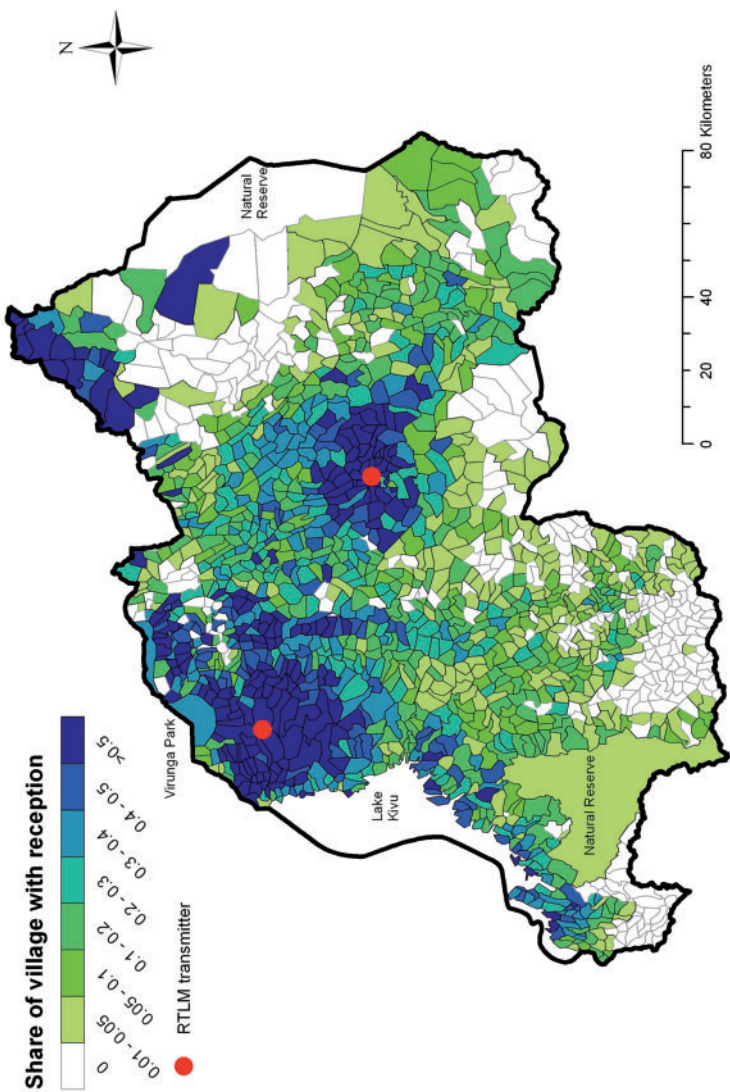 Share of village with reception
0
0.01 - 0.05
0.05 - 0.1
0.1 - 0.2
0.2 - 0.3
0.3 - 0.4
0.4 - 0.5
>0.5
RTLM transmitter
N
Virunga Park
Natural
Reserve
Lake
Kivu
Natural Reserve
0 20 40 80 Kilometers